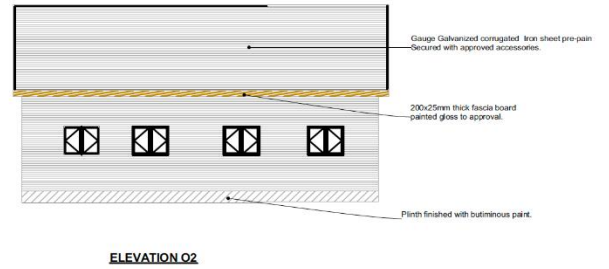 Gauge Galvanized corrugated Iron sheet pre-pain
Secured with approved accessories.
200x25mm thick fascia board
painted gloss to approval.
Plinth finished with butiminous paint.
ELEVATION O2